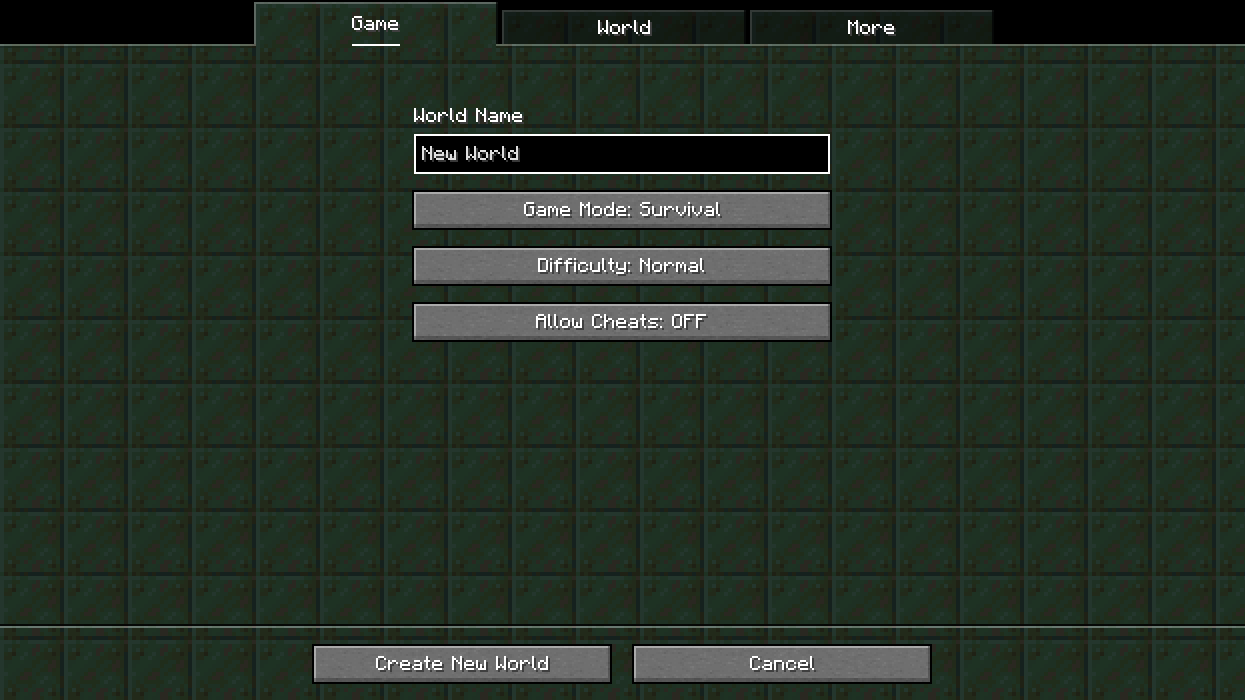 Game
World
More
World Name
New World
Game Mode: Survival
Difficulty: Normal
Allow Cheats: OFF
Create New World
Cancel